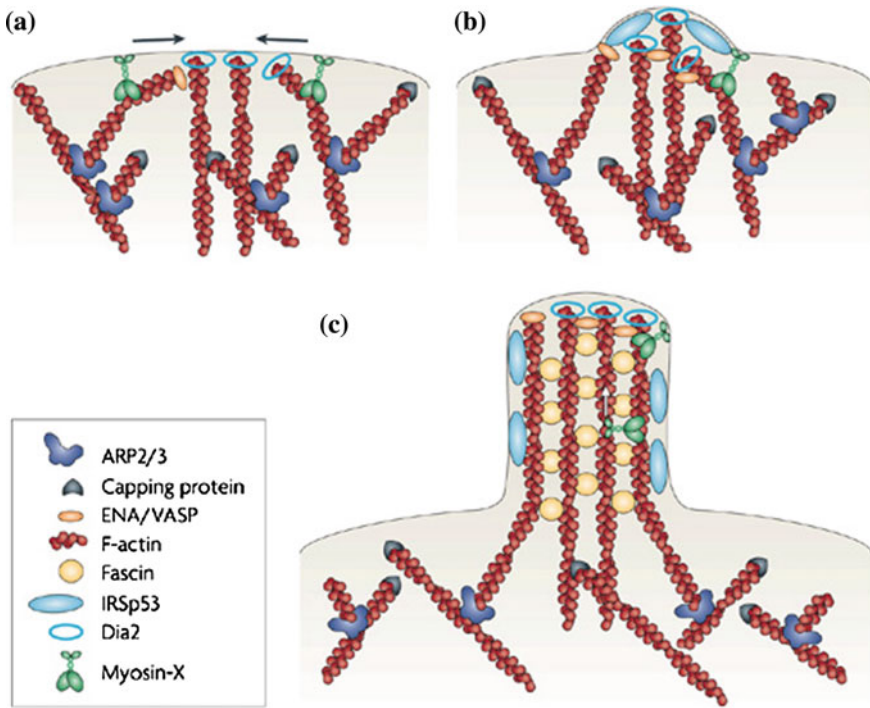 (a)
(b)
(c)
ARP2/3
Capping protein
ENA/VASP
F-actin
Fascin
IRSp53
Dia2
Myosin-X